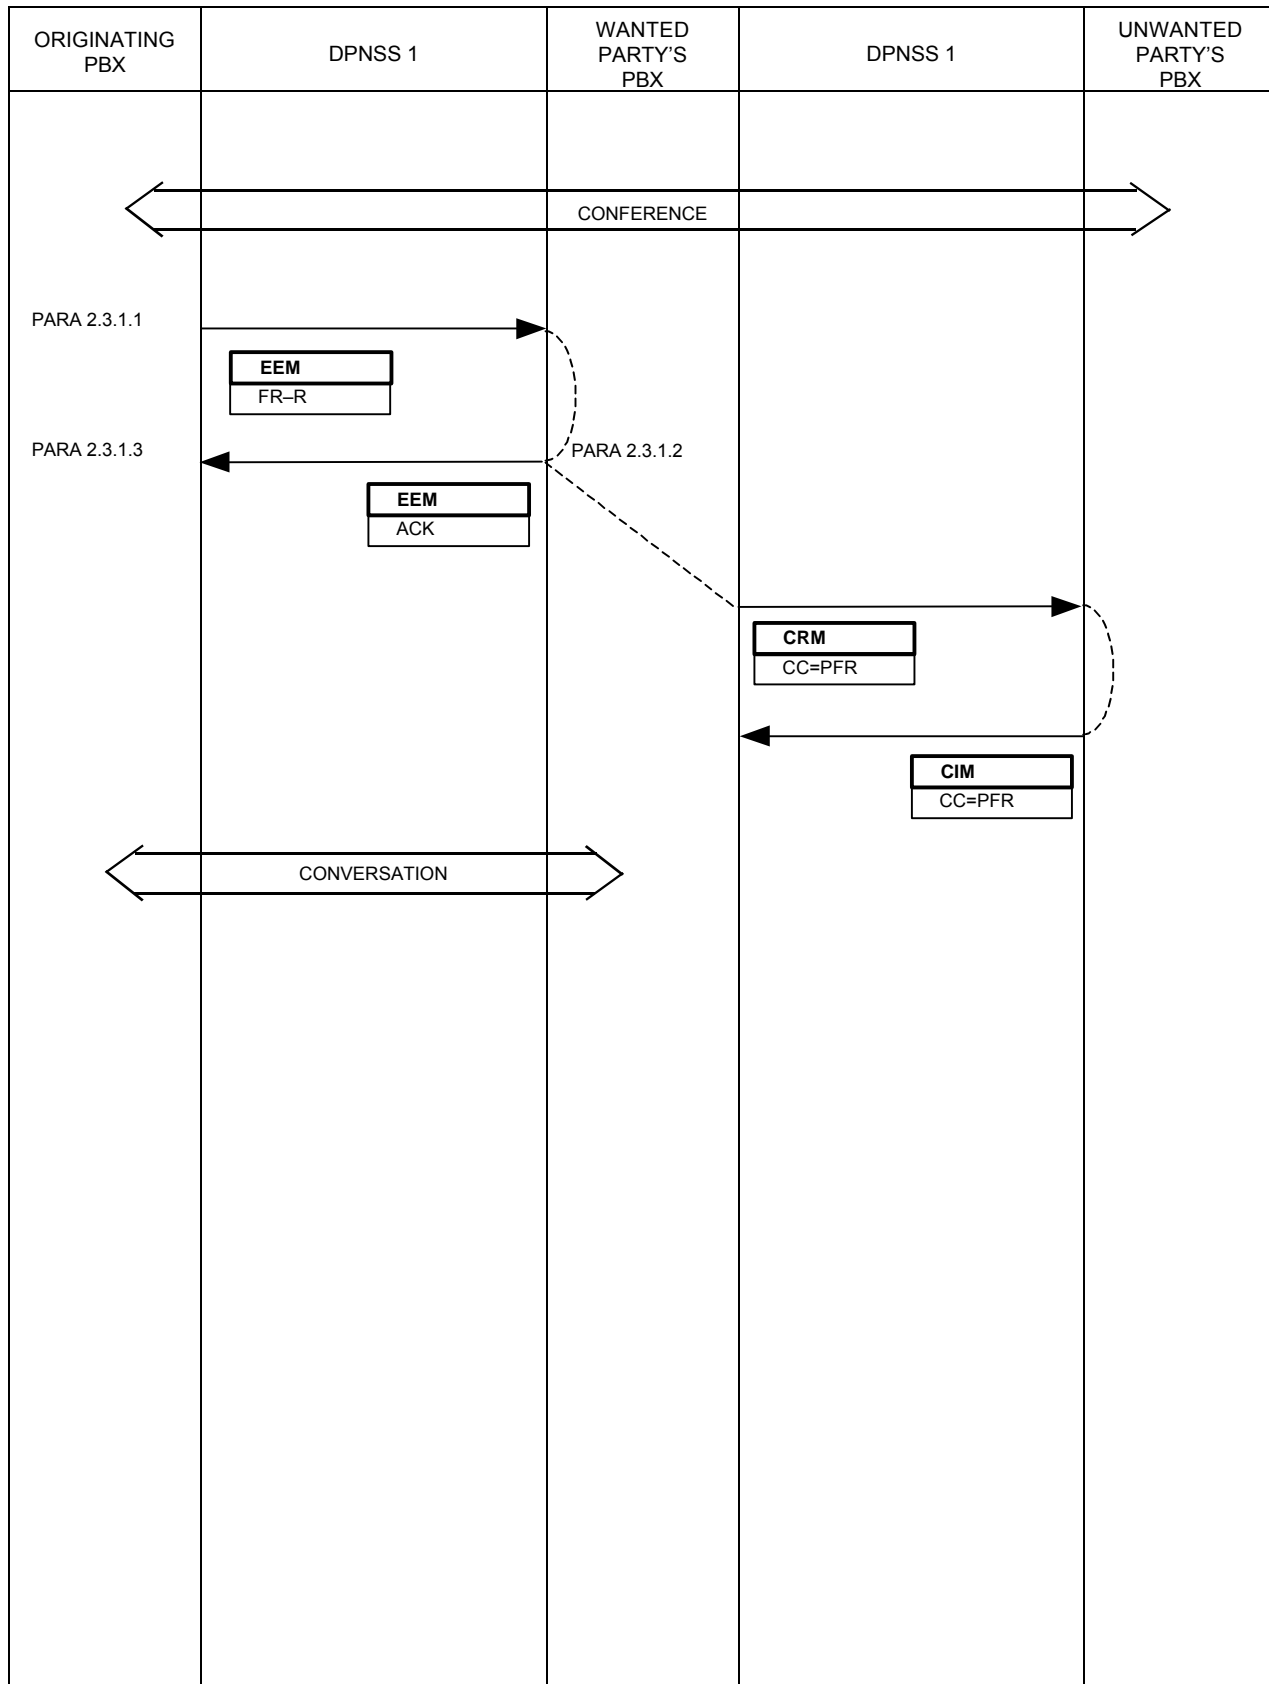 ORIGINATING
PBX
DPNSS 1
WANTED
PARTY’S
PBX
DPNSS 1
UNWANTED
PARTY’S
PBX
CONFERENCE
PARA 2.3.1.1
EEM
FR–R
PARA 2.3.1.3
PARA 2.3.1.2
EEM
ACK
CRM
CC=PFR
CIM
CC=PFR
CONVERSATION